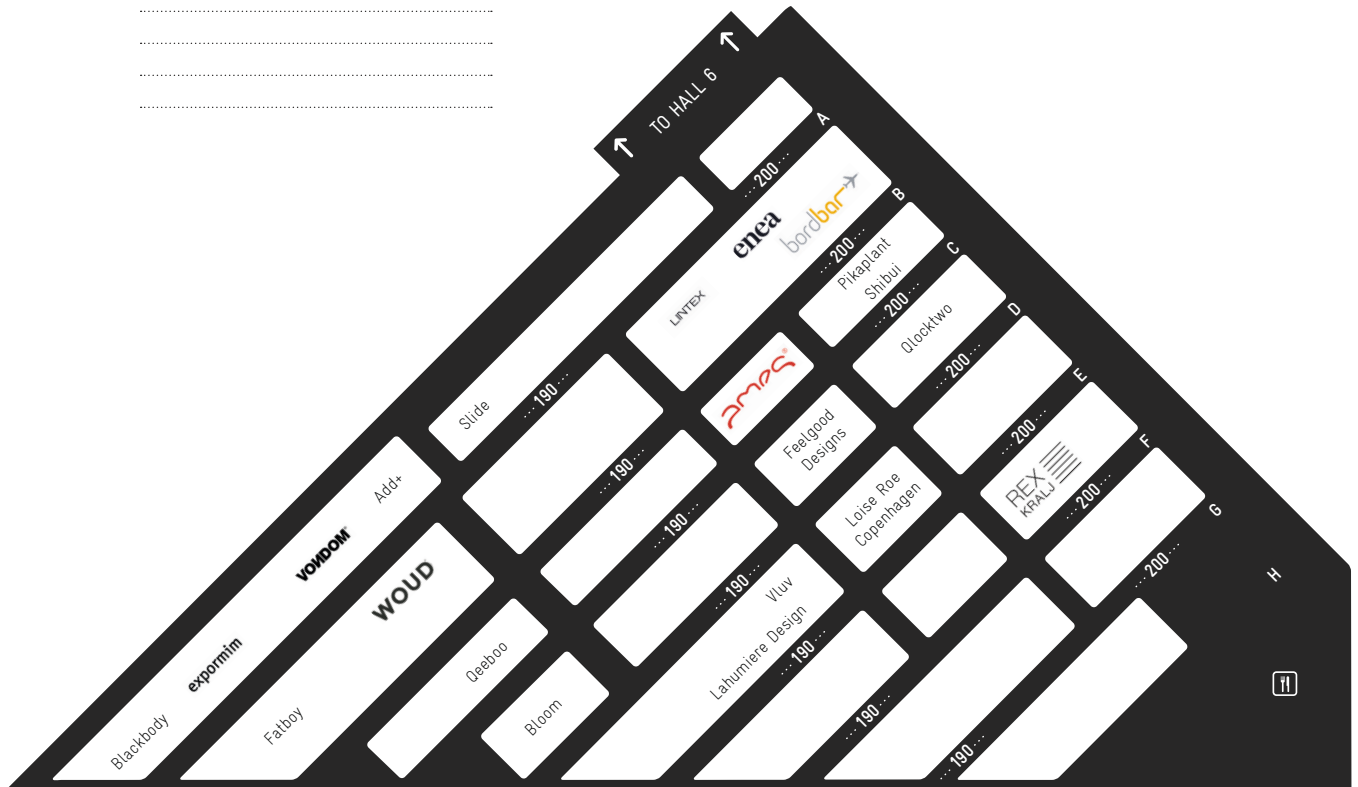 TO HALL 6
A
... 200 ...
enea
bordbar
LINTEX
B
... 200 ...
Pikaplant
Shibui
C
... 200 ...
Qlocktwo
D
... 200 ...
E
... 200 ...
REX
KRALJ
F
... 200 ...
G
... 200 ....
H
Slide
... 190 ...
ames
Feelgood
Designs
Loise Roe
Copenhagen
... 190 ...
... 190 ...
... 190 ...
Vluv
Lahumiere Design
... 190 ...
... 190 ...
... 190 ...
Add+
VONDOM
expormim
Blackbody
WOUD
Fatboy
Qeeboo
Bloom